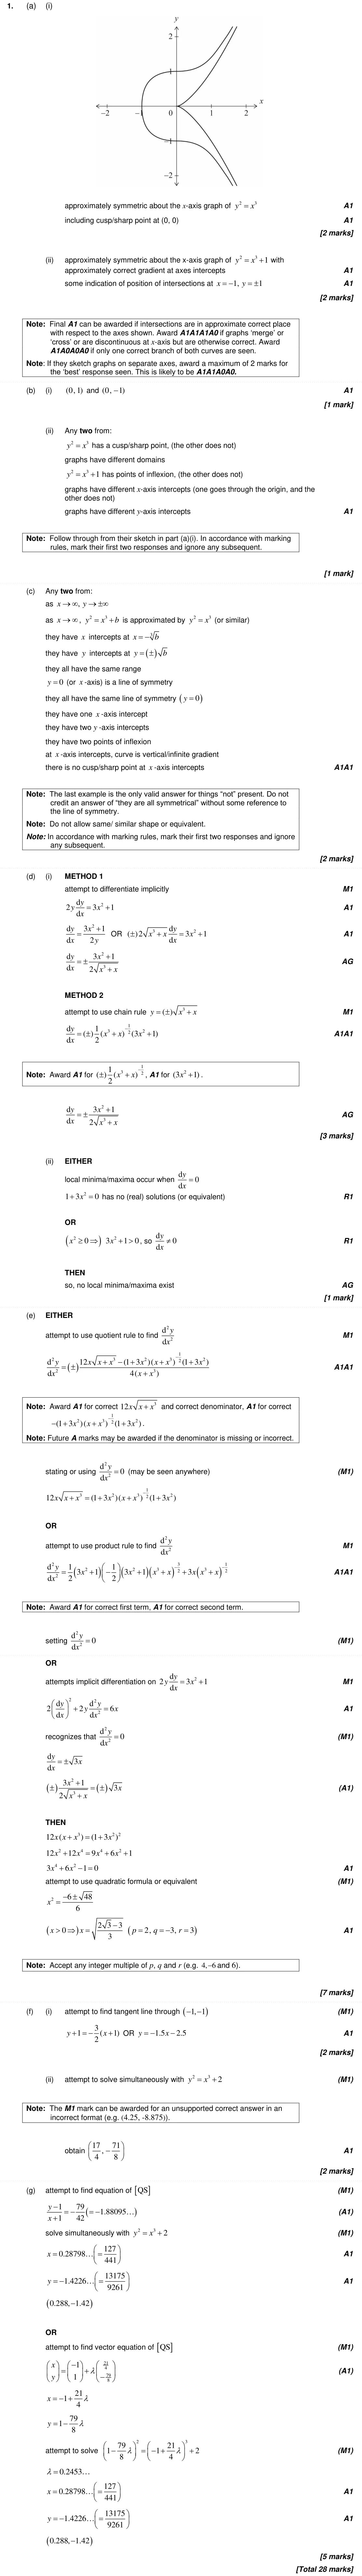 1. (a) (i)
y
2
1
x
−2 −1 0 1 2
−1
−2
approximately symmetric about the x-axis graph of y² = x³ A1
including cusp/sharp point at (0, 0) A1
[2 marks]
(ii) approximately symmetric about the x-axis graph of y² = x³ + 1 with
approximately correct gradient at axes intercepts A1
some indication of position of intersections at x = −1, y = ±1 A1
[2 marks]
Note: Final A1 can be awarded if intersections are in approximate correct place
with respect to the axes shown. Award A1A1A1A0 if graphs 'merge' or
'cross' or are discontinuous at x-axis but are otherwise correct. Award
A1A0A0A0 if only one correct branch of both curves are seen.
Note: If they sketch graphs on separate axes, award a maximum of 2 marks for
the 'best' response seen. This is likely to be A1A1A0A0.
(b) (i) (0, 1) and (0, −1) A1
[1 mark]
(ii) Any two from:
y² = x³ has a cusp/sharp point, (the other does not)
graphs have different domains
y² = x³ + 1 has points of inflexion, (the other does not)
graphs have different x-axis intercepts (one goes through the origin, and the
other does not)
graphs have different y-axis intercepts A1
Note: Follow through from their sketch in part (a)(i). In accordance with marking
rules, mark their first two responses and ignore any subsequent.
[1 mark]
(c) Any two from:
as x → ∞, y → ±∞
as x → ∞, y² = x³ + b is approximated by y² = x³ (or similar)
they have x intercepts at x = −∛b
they have y intercepts at y = (±)√b
they all have the same range
y = 0 (or x-axis) is a line of symmetry
they all have the same line of symmetry (y = 0)
they have one x-axis intercept
they have two y-axis intercepts
they have two points of inflexion
at x-axis intercepts, curve is vertical/infinite gradient
there is no cusp/sharp point at x-axis intercepts A1A1
Note: The last example is the only valid answer for things "not" present. Do not
credit an answer of "they are all symmetrical" without some reference to
the line of symmetry.
Note: Do not allow same/ similar shape or equivalent.
Note: In accordance with marking rules, mark their first two responses and ignore
any subsequent.
[2 marks]
(d) (i) METHOD 1
attempt to differentiate implicitly M1
2y dy/dx = 3x² + 1 A1
dy/dx = (3x² + 1)/(2y) OR (±)2√(x³ + x) dy/dx = 3x² + 1 A1
dy/dx = ± (3x² + 1)/(2√(x³ + x)) AG
METHOD 2
attempt to use chain rule y = (±)√(x³ + x) M1
dy/dx = (±) 1/2 (x³ + x)^(−1/2) (3x² + 1) A1A1
Note: Award A1 for (±) 1/2 (x³ + x)^(−1/2), A1 for (3x² + 1).
dy/dx = ± (3x² + 1)/(2√(x³ + x)) AG
[3 marks]
(ii) EITHER
local minima/maxima occur when dy/dx = 0
1 + 3x² = 0 has no (real) solutions (or equivalent) R1
OR
(x² ≥ 0 ⇒) 3x² + 1 > 0, so dy/dx ≠ 0 R1
THEN
so, no local minima/maxima exist AG
[1 mark]
(e) EITHER
attempt to use quotient rule to find d²y/dx² M1
d²y/dx² = (±) (12x√(x + x³) − (1 + 3x²)(x + x³)^(−1/2)(1 + 3x²))/(4(x + x³)) A1A1
Note: Award A1 for correct 12x√(x + x³) and correct denominator, A1 for correct
−(1 + 3x²)(x + x³)^(−1/2)(1 + 3x²).
Note: Future A marks may be awarded if the denominator is missing or incorrect.
stating or using d²y/dx² = 0 (may be seen anywhere) (M1)
12x√(x + x³) = (1 + 3x²)(x + x³)^(−1/2)(1 + 3x²)
OR
attempt to use product rule to find d²y/dx² M1
d²y/dx² = 1/2 (3x² + 1)(−1/2)(3x² + 1)(x³ + x)^(−3/2) + 3x(x³ + x)^(−1/2) A1A1
Note: Award A1 for correct first term, A1 for correct second term.
setting d²y/dx² = 0 (M1)
OR
attempts implicit differentiation on 2y dy/dx = 3x² + 1 M1
2(dy/dx)² + 2y d²y/dx² = 6x A1
recognizes that d²y/dx² = 0 (M1)
dy/dx = ±√(3x)
(±) (3x² + 1)/(2√(x³ + x)) = (±)√(3x) (A1)
THEN
12x(x + x³) = (1 + 3x²)²
12x² + 12x⁴ = 9x⁴ + 6x² + 1
3x⁴ + 6x² − 1 = 0 A1
attempt to use quadratic formula or equivalent (M1)
x² = (−6 ± √48)/6
(x > 0 ⇒) x = √((2√3 − 3)/3) (p = 2, q = −3, r = 3) A1
Note: Accept any integer multiple of p, q and r (e.g. 4, −6 and 6).
[7 marks]
(f) (i) attempt to find tangent line through (−1, −1) (M1)
y + 1 = −3/2 (x + 1) OR y = −1.5x − 2.5 A1
[2 marks]
(ii) attempt to solve simultaneously with y² = x³ + 2 (M1)
Note: The M1 mark can be awarded for an unsupported correct answer in an
incorrect format (e.g. (4.25, -8.875)).
obtain (17/4, −71/8) A1
[2 marks]
(g) attempt to find equation of [QS] (M1)
(y − 1)/(x + 1) = −79/42 (= −1.88095...) (A1)
solve simultaneously with y² = x³ + 2 (M1)
x = 0.28798... (= 127/441) A1
y = −1.4226... (= 13175/9261) A1
(0.288, −1.42)
OR
attempt to find vector equation of [QS] (M1)
(x y) = (−1 1) + λ(21/4 −79/8) (A1)
x = −1 + 21/4 λ
y = 1 − 79/8 λ
attempt to solve (1 − 79/8 λ)² = (−1 + 21/4 λ)³ + 2 (M1)
λ = 0.2453...
x = 0.28798... (= 127/441) A1
y = −1.4226... (= 13175/9261) A1
(0.288, −1.42)
[5 marks]
[Total 28 marks]